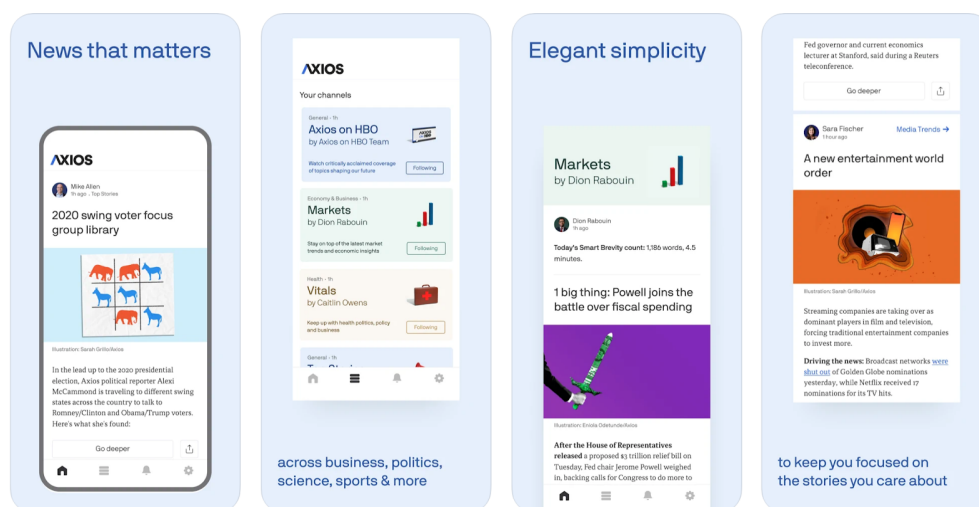 News that matters
AXIOS
Mike Allen
1h ago . Top Stories
2020 swing voter focus
group library
Illustration: Sarah Grillo/Axios
In the lead up to the 2020 presidential
election, Axios political reporter Alexi
McCammond is traveling to different swing
states across the country to talk to
Romney/Clinton and Obama/Trump voters.
Here's what she's found:
Go deeper
AXIOS
Your channels
General - 1h
Axios on HBO
by Axios on HBO Team
Watch critically acclaimed coverage
of topics shaping our future
Following
AXIOS
HBO
Economy & Business - 1h
Markets
by Dion Rabouin
Stay on top of the latest market
trends and economic insights
Following
Health - 1h
Vitals
by Caitlin Owens
Keep up with health politics, policy
and business
Following
General - 1h
across business, politics,
science, sports & more
Elegant simplicity
Markets
by Dion Rabouin
Dion Rabouin
1h ago
Today's Smart Brevity count: 1,186 words, 4.5
minutes.
1 big thing: Powell joins the
battle over fiscal spending
Illustration: Eniola Odetunde/Axios
After the House of Representatives
released a proposed $3 trillion relief bill on
Tuesday, Fed chair Jerome Powell weighed
in, backing calls for Congress to do more to
Fed governor and current economics
lecturer at Stanford, said during a Reuters
teleconference.
Go deeper
Sara Fischer
1 hour ago
Media Trends →
A new entertainment world
order
Illustration: Sarah Grillo/Axios
Streaming companies are taking over as
dominant players in film and television,
forcing traditional entertainment companies
to invest more.
Driving the news: Broadcast networks were
shut out of Golden Globe nominations
yesterday, while Netflix received 17
nominations for its TV hits.
to keep you focused on
the stories you care about